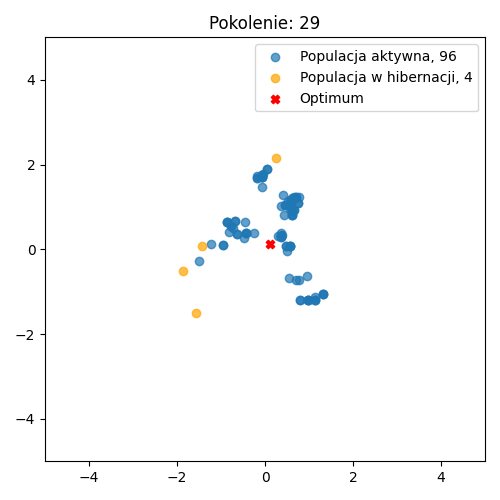 Pokolenie: 29
Populacja aktywna, 96
Populacja w hibernacji, 4
Optimum
4
2
0
−2
−4
−4 −2 0 2 4